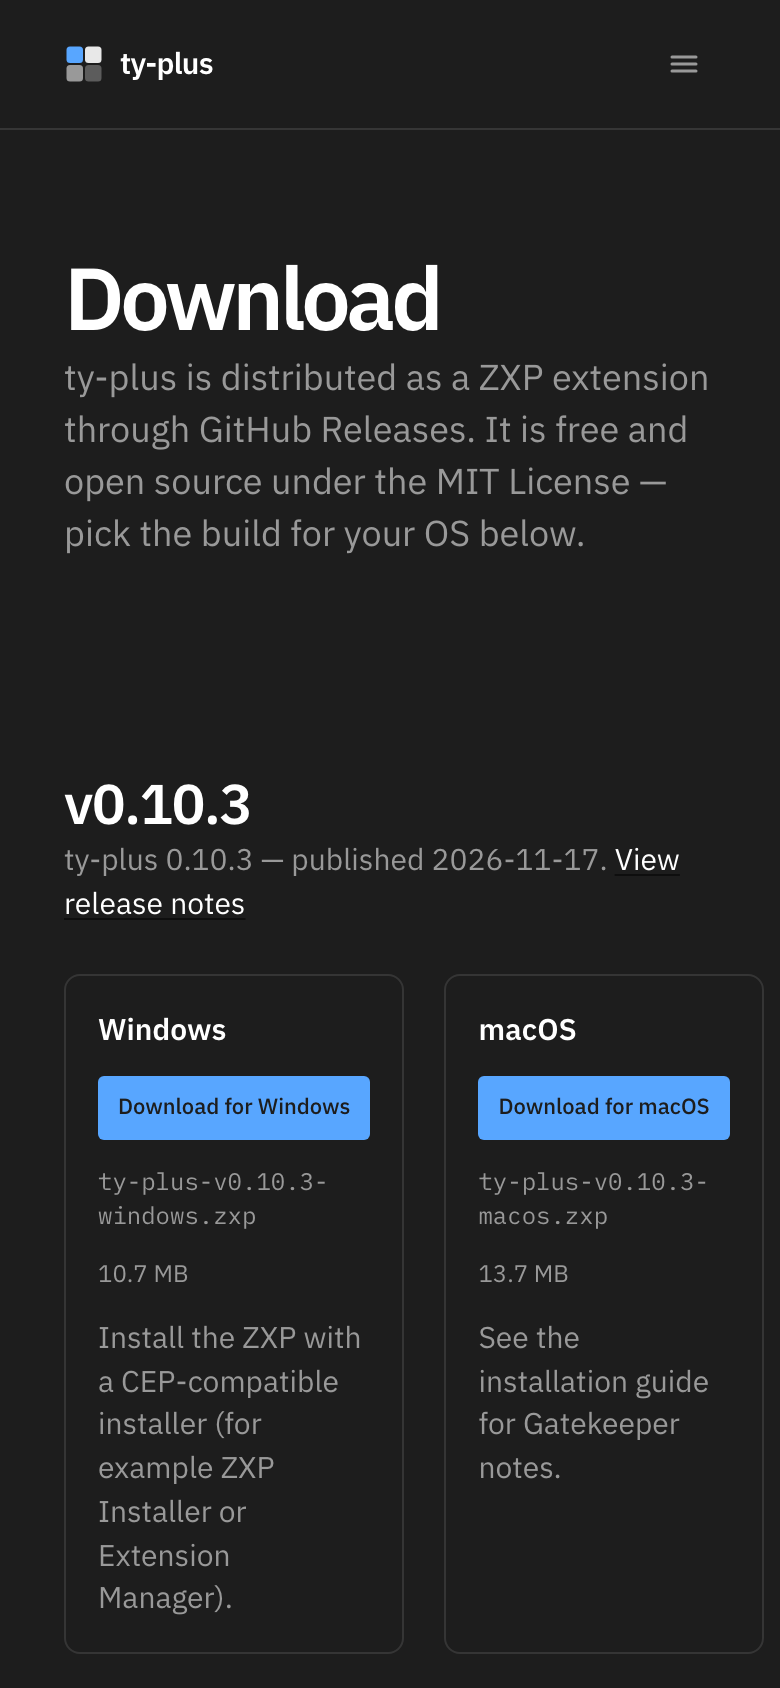 ty-plus
Download
ty-plus is distributed as a ZXP extension
through GitHub Releases. It is free and
open source under the MIT License —
pick the build for your OS below.
v0.10.3
ty-plus 0.10.3 — published 2026-11-17. View
release notes
Windows
Download for Windows
ty-plus-v0.10.3-
windows.zxp
10.7 MB
Install the ZXP with
a CEP-compatible
installer (for
example ZXP
Installer or
Extension
Manager).
macOS
Download for macOS
ty-plus-v0.10.3-
macos.zxp
13.7 MB
See the
installation guide
for Gatekeeper
notes.